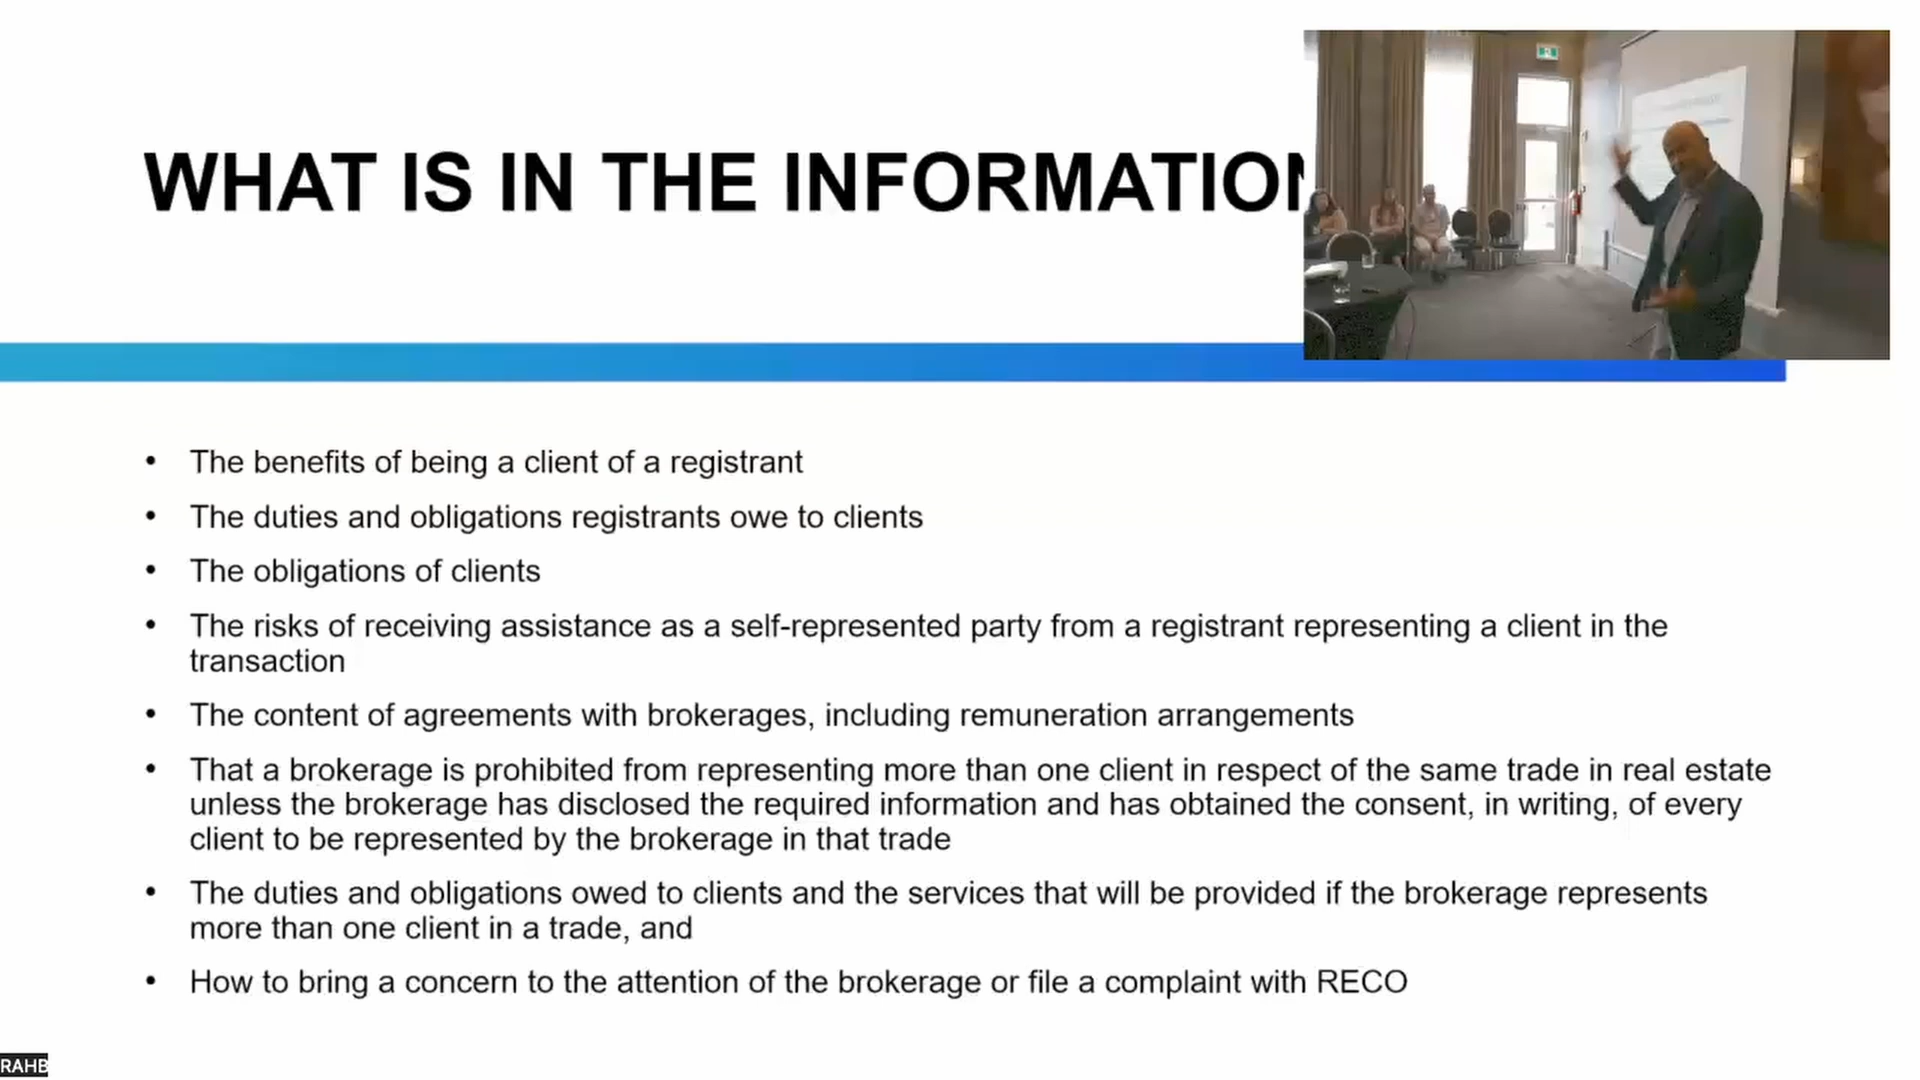 WHAT IS IN THE INFORMATION
• The benefits of being a client of a registrant
• The duties and obligations registrants owe to clients
• The obligations of clients
• The risks of receiving assistance as a self-represented party from a registrant representing a client in the
transaction
• The content of agreements with brokerages, including remuneration arrangements
• That a brokerage is prohibited from representing more than one client in respect of the same trade in real estate
unless the brokerage has disclosed the required information and has obtained the consent, in writing, of every
client to be represented by the brokerage in that trade
• The duties and obligations owed to clients and the services that will be provided if the brokerage represents
more than one client in a trade, and
• How to bring a concern to the attention of the brokerage or file a complaint with RECO
RAHB